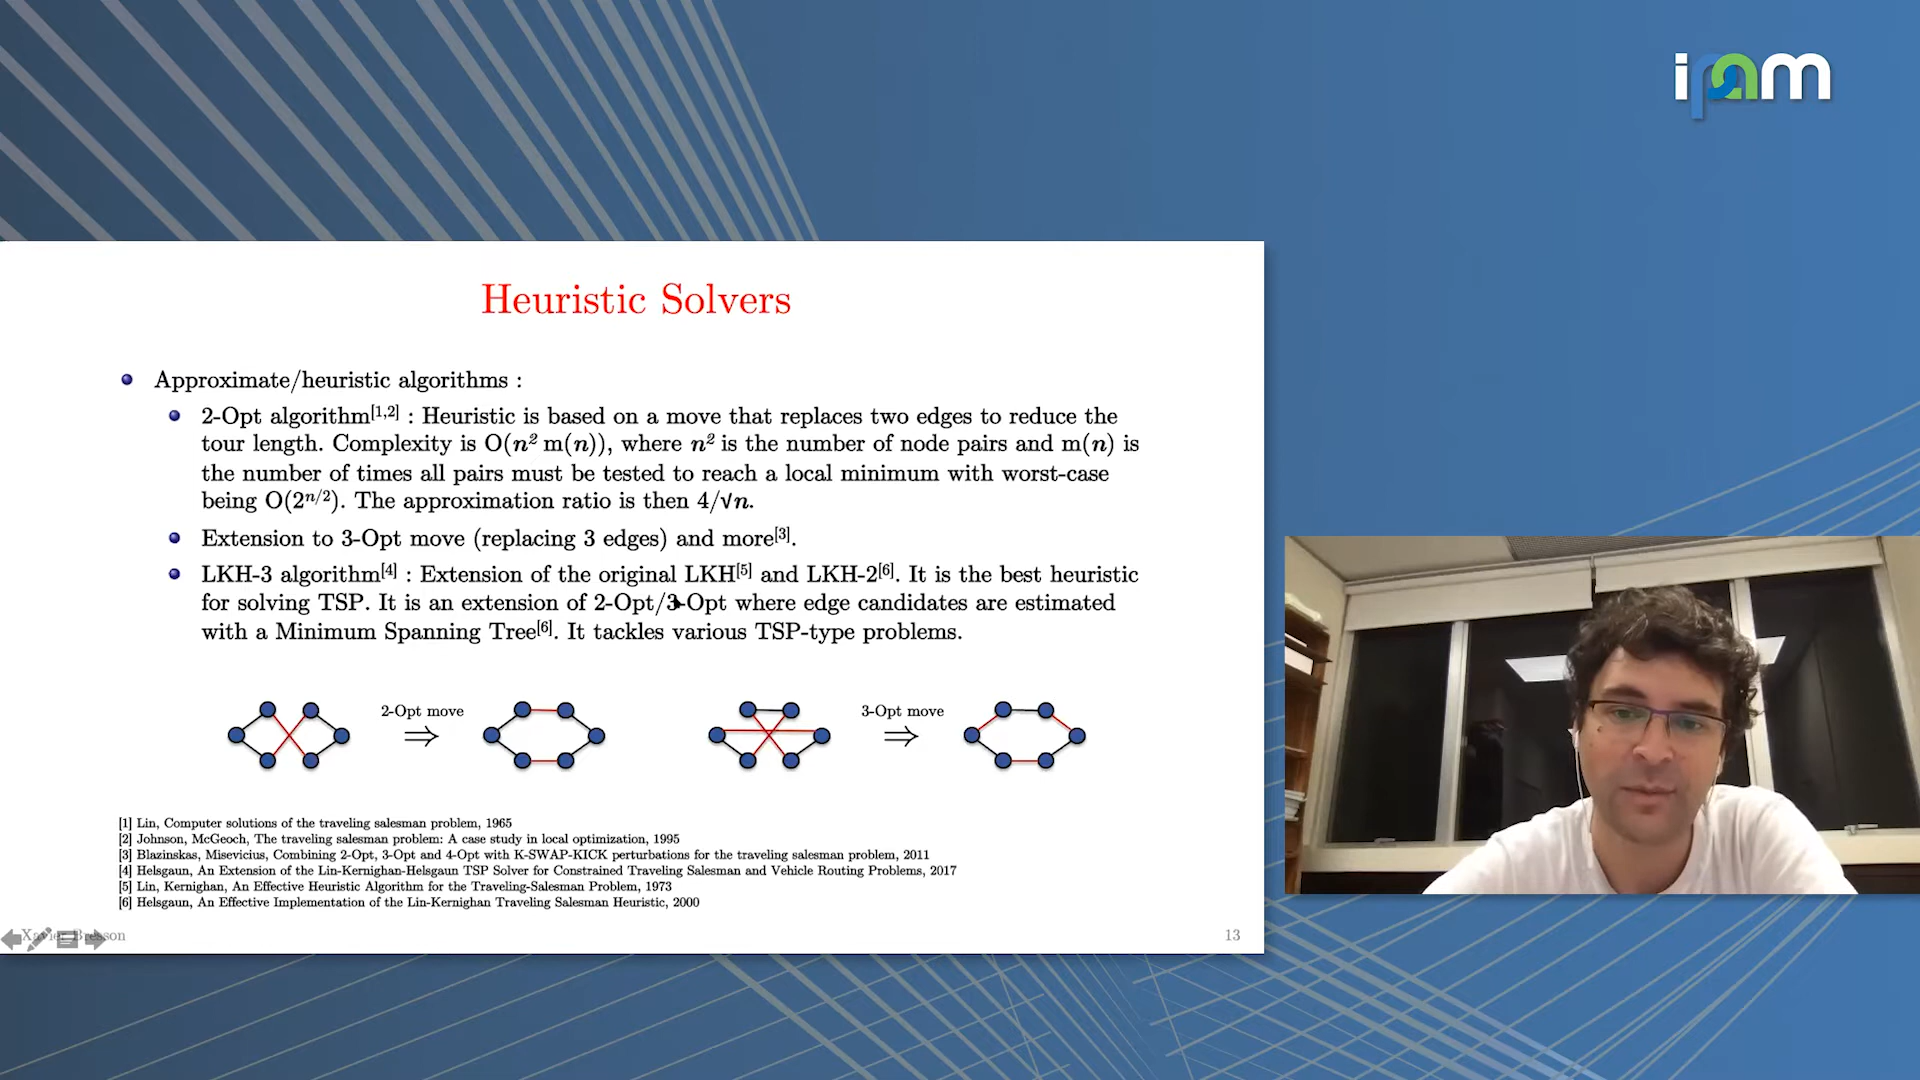 ipam
Heuristic Solvers
Approximate/heuristic algorithms :
2-Opt algorithm[1,2] : Heuristic is based on a move that replaces two edges to reduce the
tour length. Complexity is O(n² m(n)), where n² is the number of node pairs and m(n) is
the number of times all pairs must be tested to reach a local minimum with worst-case
being O(2^{n/2}). The approximation ratio is then 4/√n.
Extension to 3-Opt move (replacing 3 edges) and more[3].
LKH-3 algorithm[4] : Extension of the original LKH[5] and LKH-2[6]. It is the best heuristic
for solving TSP. It is an extension of 2-Opt/3-Opt where edge candidates are estimated
with a Minimum Spanning Tree[6]. It tackles various TSP-type problems.
2-Opt move
3-Opt move
[1] Lin, Computer solutions of the traveling salesman problem, 1965
[2] Johnson, McGeoch, The traveling salesman problem: A case study in local optimization, 1995
[3] Blazinskas, Misevicius, Combining 2-Opt, 3-Opt and 4-Opt with K-SWAP-KICK perturbations for the traveling salesman problem, 2011
[4] Helsgaun, An Extension of the Lin-Kernighan-Helsgaun TSP Solver for Constrained Traveling Salesman and Vehicle Routing Problems, 2017
[5] Lin, Kernighan, An Effective Heuristic Algorithm for the Traveling-Salesman Problem, 1973
[6] Helsgaun, An Effective Implementation of the Lin-Kernighan Traveling Salesman Heuristic, 2000
Xavier Bresson
13